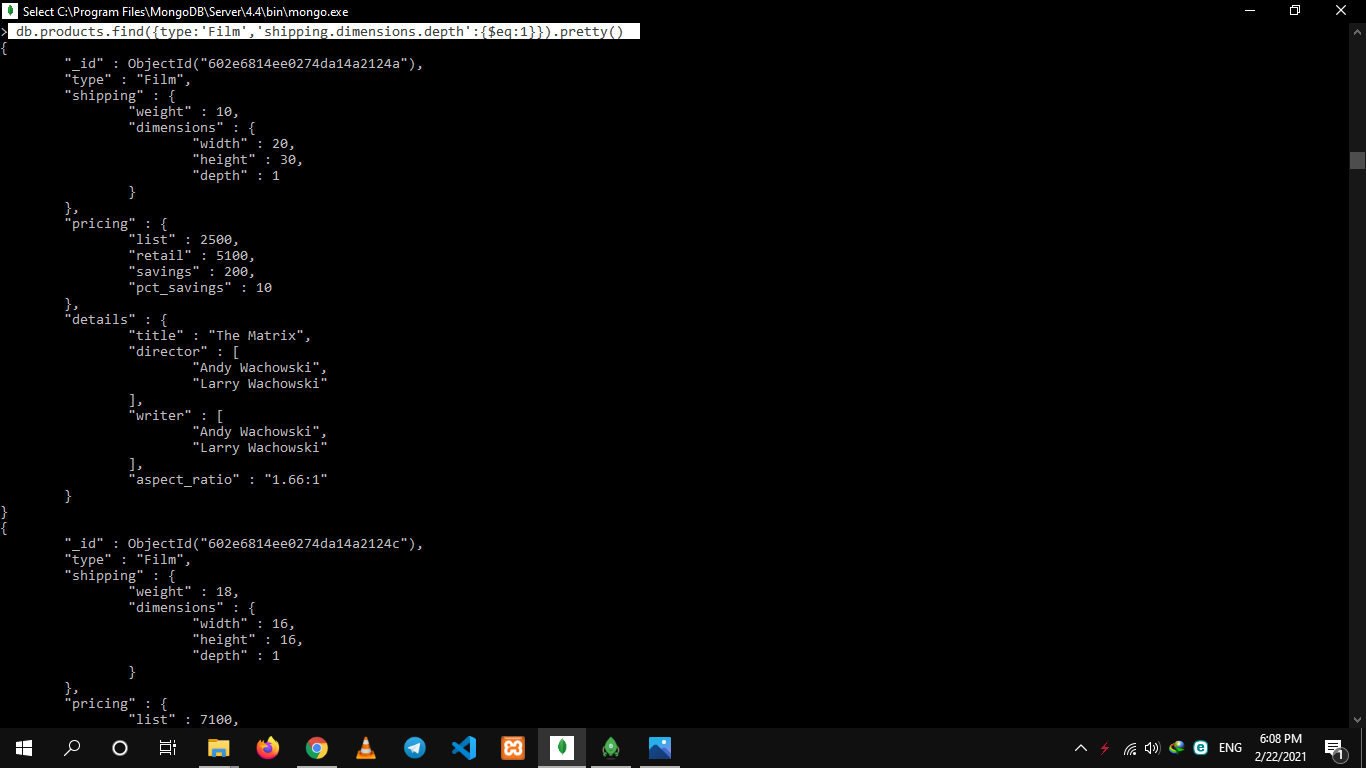 Select C:\Program Files\MongoDB\Server\4.4\bin\mongo.exe
> db.products.find({type:'Film','shipping.dimensions.depth':{$eq:1}}).pretty()
{
        "_id" : ObjectId("602e6814ee0274da14a2124a"),
        "type" : "Film",
        "shipping" : {
                "weight" : 10,
                "dimensions" : {
                        "width" : 20,
                        "height" : 30,
                        "depth" : 1
                }
        },
        "pricing" : {
                "list" : 2500,
                "retail" : 5100,
                "savings" : 200,
                "pct_savings" : 10
        },
        "details" : {
                "title" : "The Matrix",
                "director" : [
                        "Andy Wachowski",
                        "Larry Wachowski"
                ],
                "writer" : [
                        "Andy Wachowski",
                        "Larry Wachowski"
                ],
                "aspect_ratio" : "1.66:1"
        }
}
{
        "_id" : ObjectId("602e6814ee0274da14a2124c"),
        "type" : "Film",
        "shipping" : {
                "weight" : 18,
                "dimensions" : {
                        "width" : 16,
                        "height" : 16,
                        "depth" : 1
                }
        },
        "pricing" : {
                "list" : 7100,
ENG
6:08 PM
2/22/2021
1